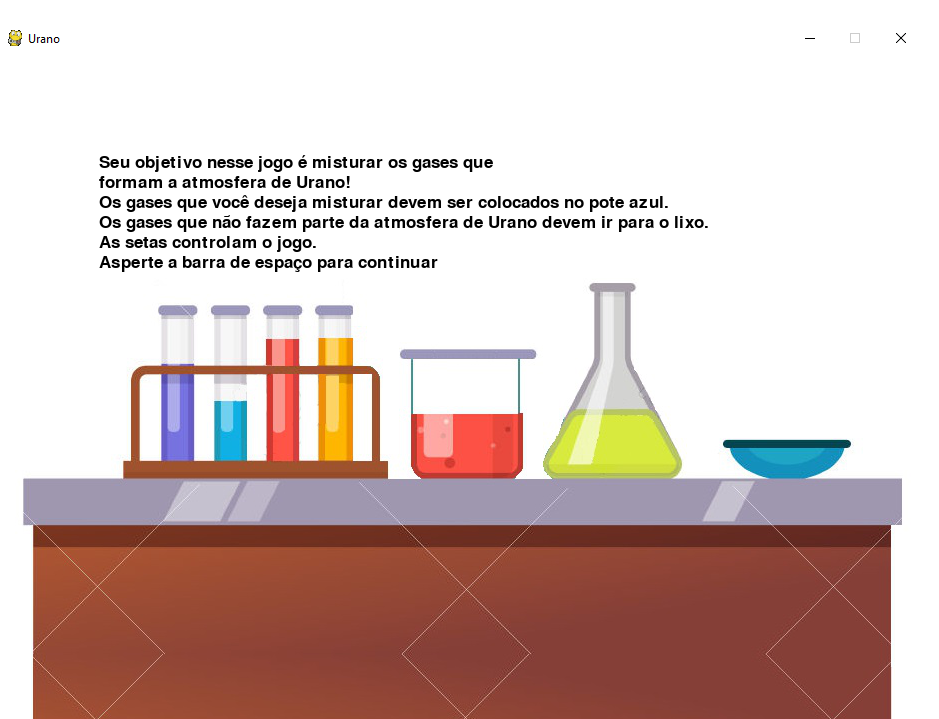 Urano
Seu objetivo nesse jogo é misturar os gases que
formam a atmosfera de Urano!
Os gases que você deseja misturar devem ser colocados no pote azul.
Os gases que não fazem parte da atmosfera de Urano devem ir para o lixo.
As setas controlam o jogo.
Asperte a barra de espaço para continuar